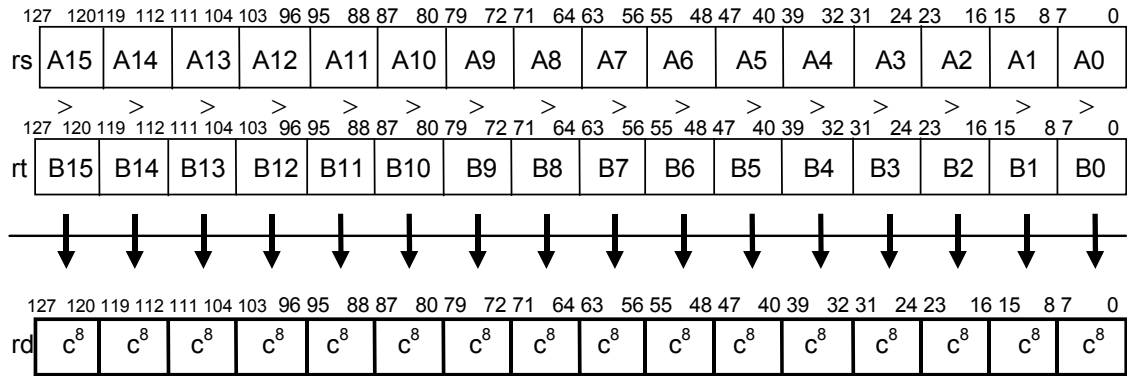 127 120 119 112 111 104 103 96 95 88 87 80 79 72 71 64 63 56 55 48 47 40 39 32 31 24 23 16 15 8 7 0
rs A15 A14 A13 A12 A11 A10 A9 A8 A7 A6 A5 A4 A3 A2 A1 A0
> > > > > > > > > > > > > > > >
127 120 119 112 111 104 103 96 95 88 87 80 79 72 71 64 63 56 55 48 47 40 39 32 31 24 23 16 15 8 7 0
rt B15 B14 B13 B12 B11 B10 B9 B8 B7 B6 B5 B4 B3 B2 B1 B0
127 120 119 112 111 104 103 96 95 88 87 80 79 72 71 64 63 56 55 48 47 40 39 32 31 24 23 16 15 8 7 0
rd c⁸ c⁸ c⁸ c⁸ c⁸ c⁸ c⁸ c⁸ c⁸ c⁸ c⁸ c⁸ c⁸ c⁸ c⁸ c⁸